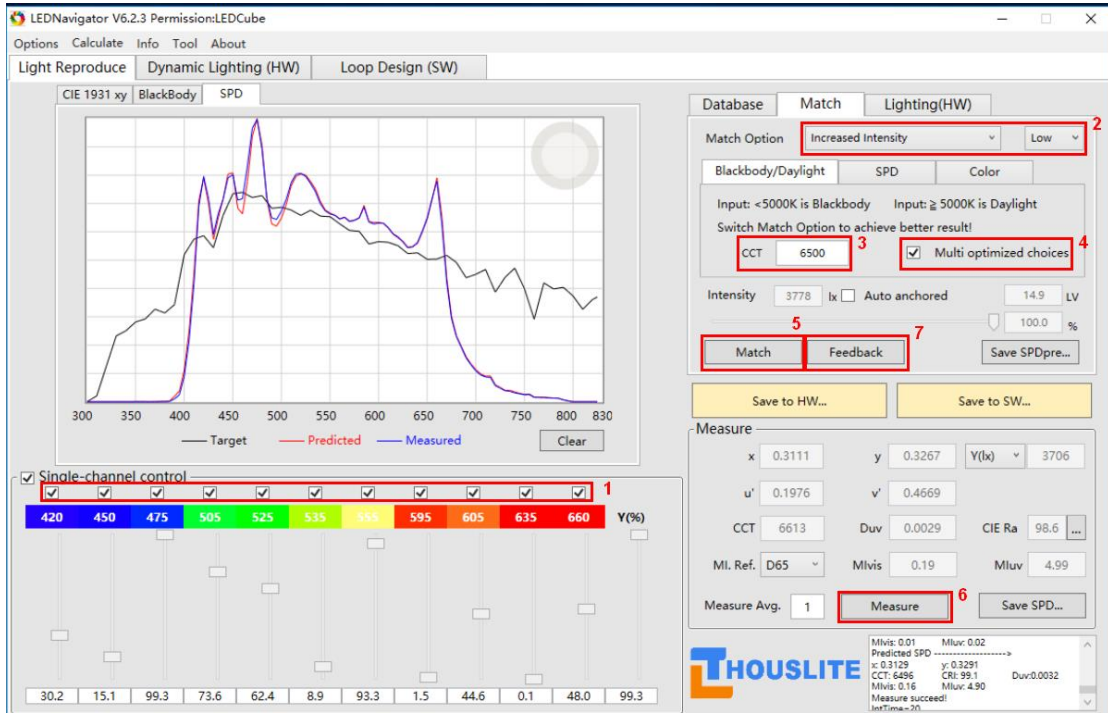 LEDNavigator V6.2.3 Permission:LEDCube
Options Calculate Info Tool About
Light Reproduce Dynamic Lighting (HW) Loop Design (SW)
CIE 1931 xy BlackBody SPD
300 350 400 450 500 550 600 650 700 750 800 830
Target Predicted Measured Clear
Single-channel control
1
420 450 475 505 525 535 555 595 605 635 660 Y(%)
30.2 15.1 99.3 73.6 62.4 8.9 93.3 1.5 44.6 0.1 48.0 99.3
Database Match Lighting(HW)
Match Option Increased Intensity Low 2
Blackbody/Daylight SPD Color
Input: <5000K is Blackbody Input: ≧ 5000K is Daylight
Switch Match Option to achieve better result!
CCT 6500 3 Multi optimized choices 4
Intensity 3778 lx Auto anchored 14.9 LV
100.0 %
5 7
Match Feedback Save SPDpre...
Save to HW... Save to SW...
Measure
x 0.3111 y 0.3267 Y(lx) 3706
u' 0.1976 v' 0.4669
CCT 6613 Duv 0.0029 CIE Ra 98.6 ...
MI. Ref. D65 MIvis 0.19 MIuv 4.99
Measure Avg. 1 Measure 6 Save SPD...
THOUSLITE
MIvis: 0.01 MIuv: 0.02
Predicted SPD -------------------->
x: 0.3129 y: 0.3291
CCT: 6496 CRI: 99.1 Duv:0.0032
MIvis: 0.16 MIuv: 4.90
Measure succeed!
IntTime=20